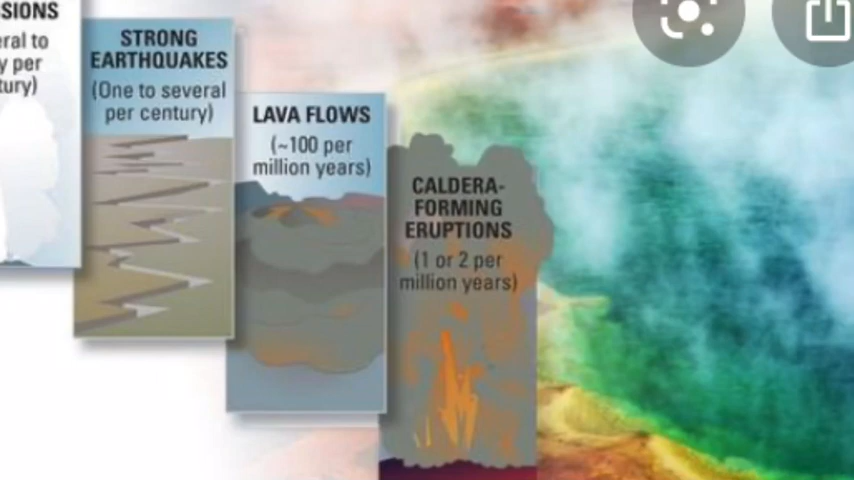 SIONS
eral to
y per
tury)
STRONG
EARTHQUAKES
(One to several
per century)
LAVA FLOWS
(~100 per
million years)
CALDERA-
FORMING
ERUPTIONS
(1 or 2 per
million years)